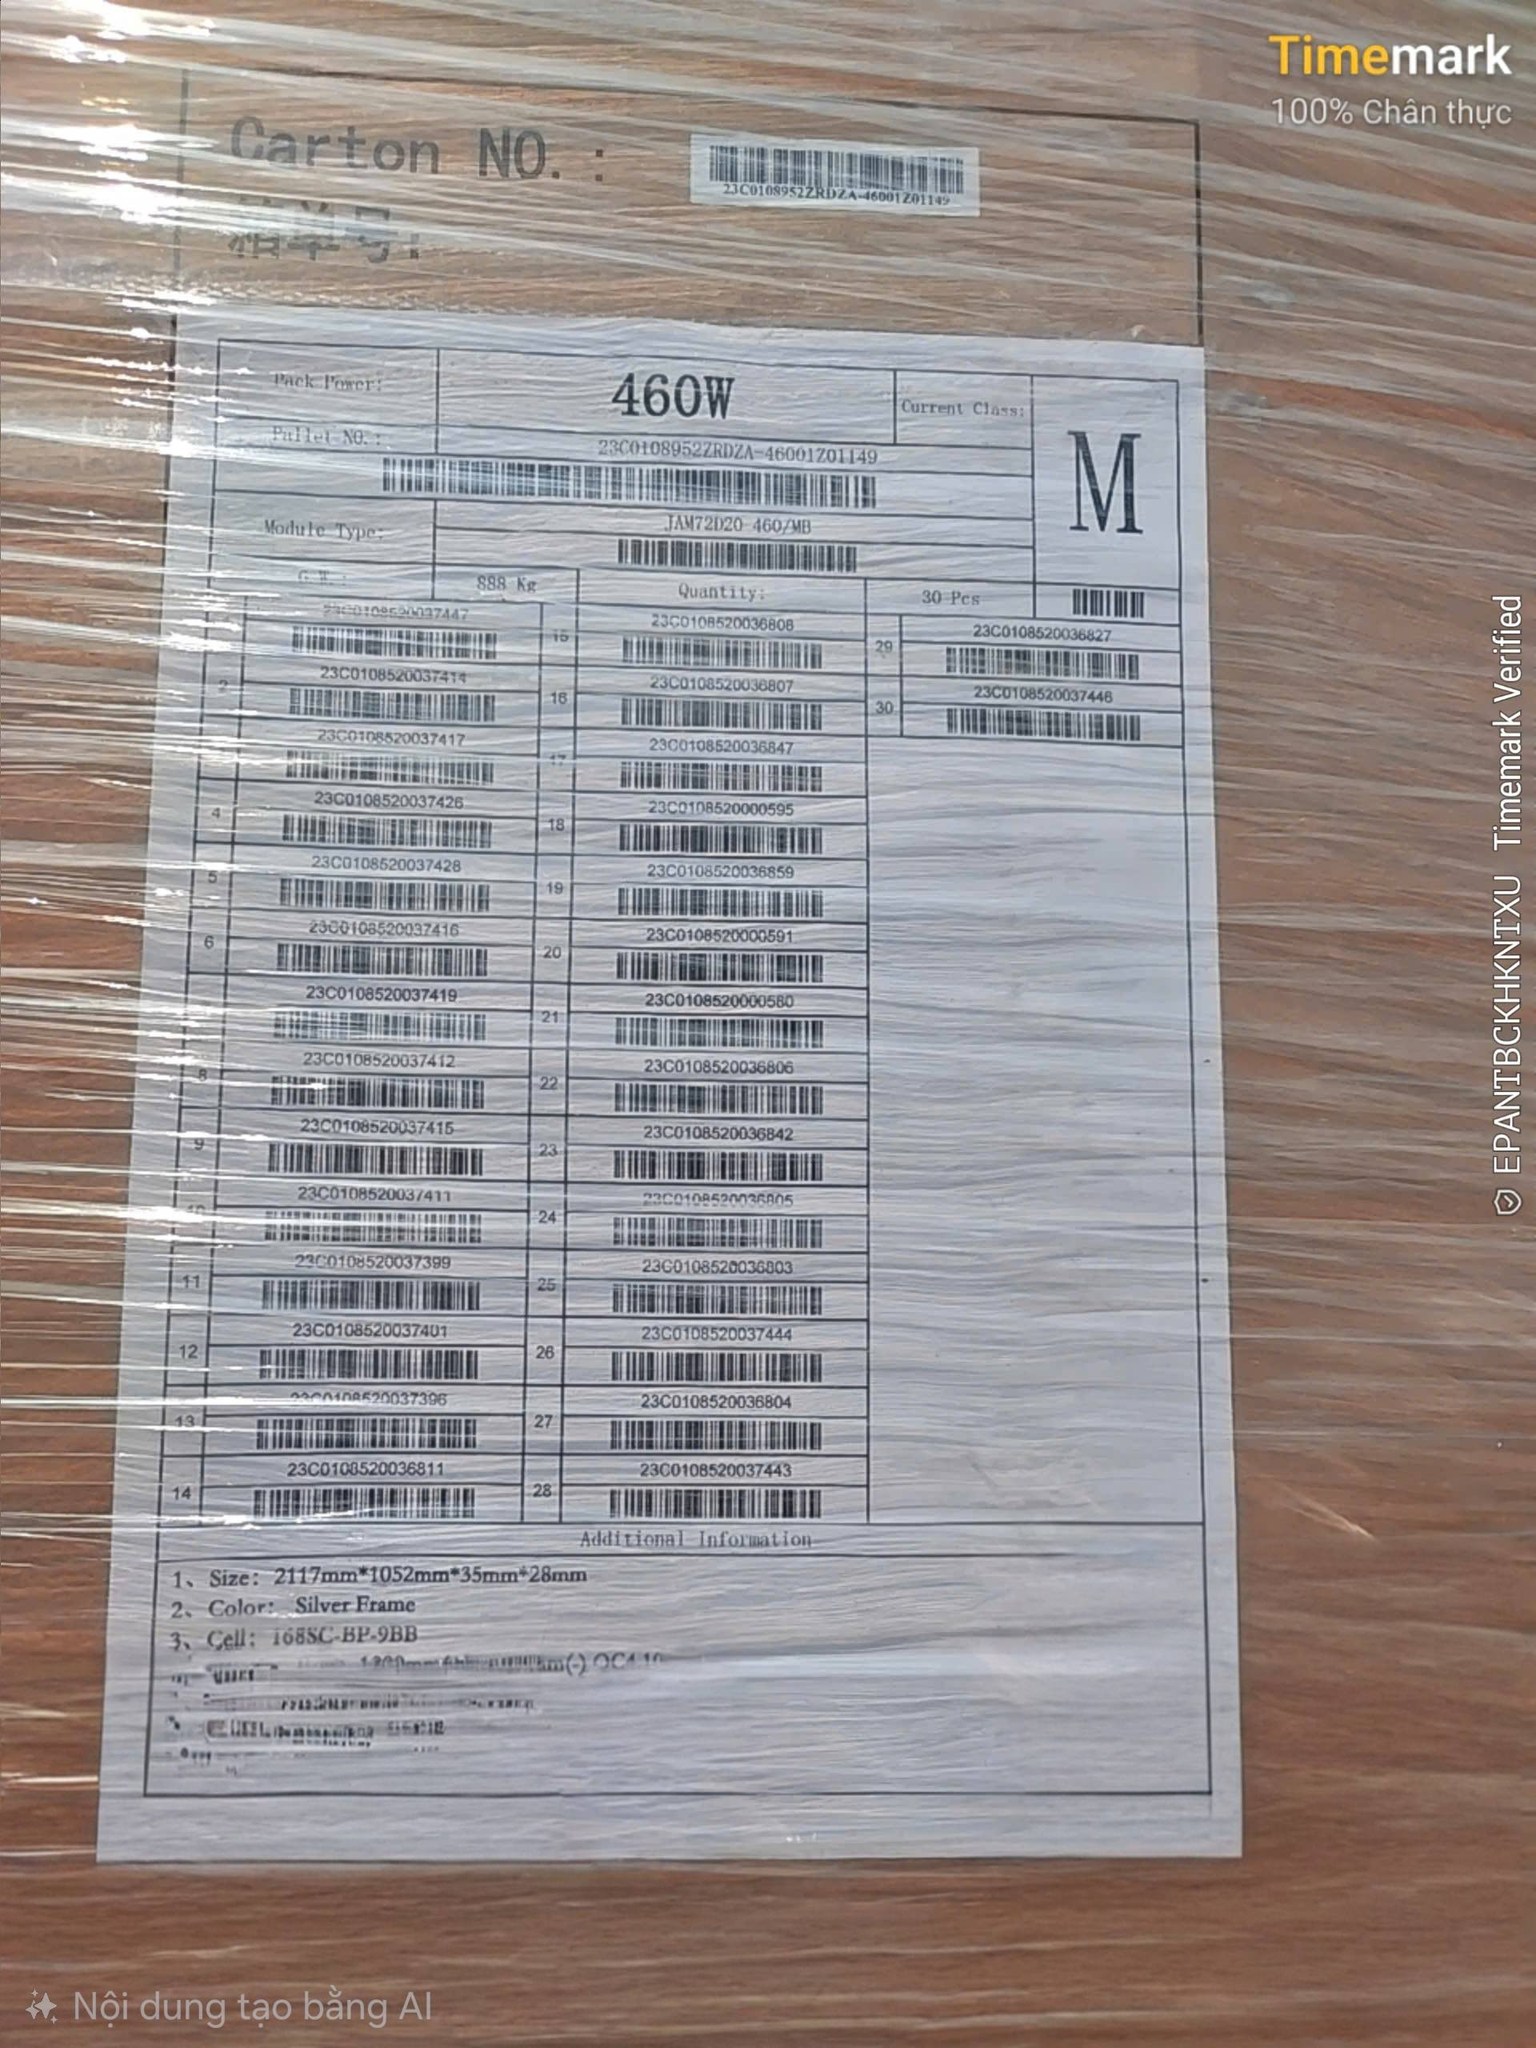 Timemark
100% Chân thực
Carton NO.:
23C0108952ZRDZA-46001Z01149
Pack Power:
460W
Current Class:
M
Pallet NO.:
23C0108952ZRDZA-46001Z01149
Module Type:
JAM72D20 460/MB
G.W.:
888 Kg
Quantity:
30 Pcs
23C0108520037447
2 23C0108520037414
23C0108520037417
4 23C0108520037426
5 23C0108520037428
6 23C0108520037416
23C0108520037419
8 23C0108520037412
9 23C0108520037415
10 23C0108520037411
11 23C0108520037399
12 23C0108520037401
13 23C0108520037396
14 23C0108520036811
15 23C0108520036808
16 23C0108520036807
17 23C0108520036847
18 23C0108520000595
19 23C0108520036859
20 23C0108520000591
21 23C0108520000580
22 23C0108520036806
23 23C0108520036842
24 23C0108520036805
25 23C0108520036803
26 23C0108520037444
27 23C0108520036804
28 23C0108520037443
29 23C0108520036827
30 23C0108520037446
Additional Information
1、Size: 2117mm*1052mm*35mm*28mm
2、Color: Silver Frame
3、Cell: 168SC-BP-9BB
EPANTBCKHKNTXU Timemark Verified
Nội dung tạo bằng AI